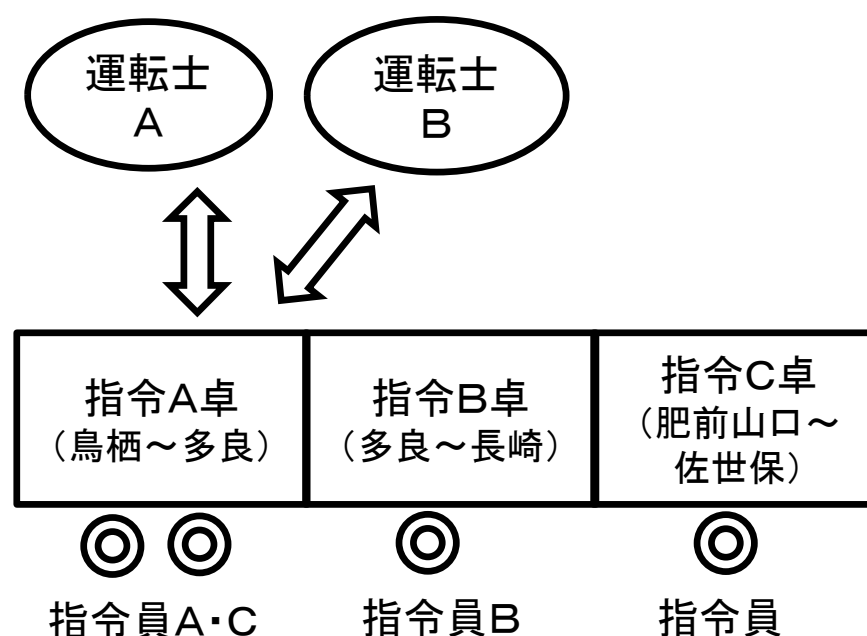 運転士
A
運転士
B
指令A卓
（鳥栖～多良）
指令B卓
（多良～長崎）
指令C卓
（肥前山口～
佐世保）
指令員A・C
指令員B
指令員